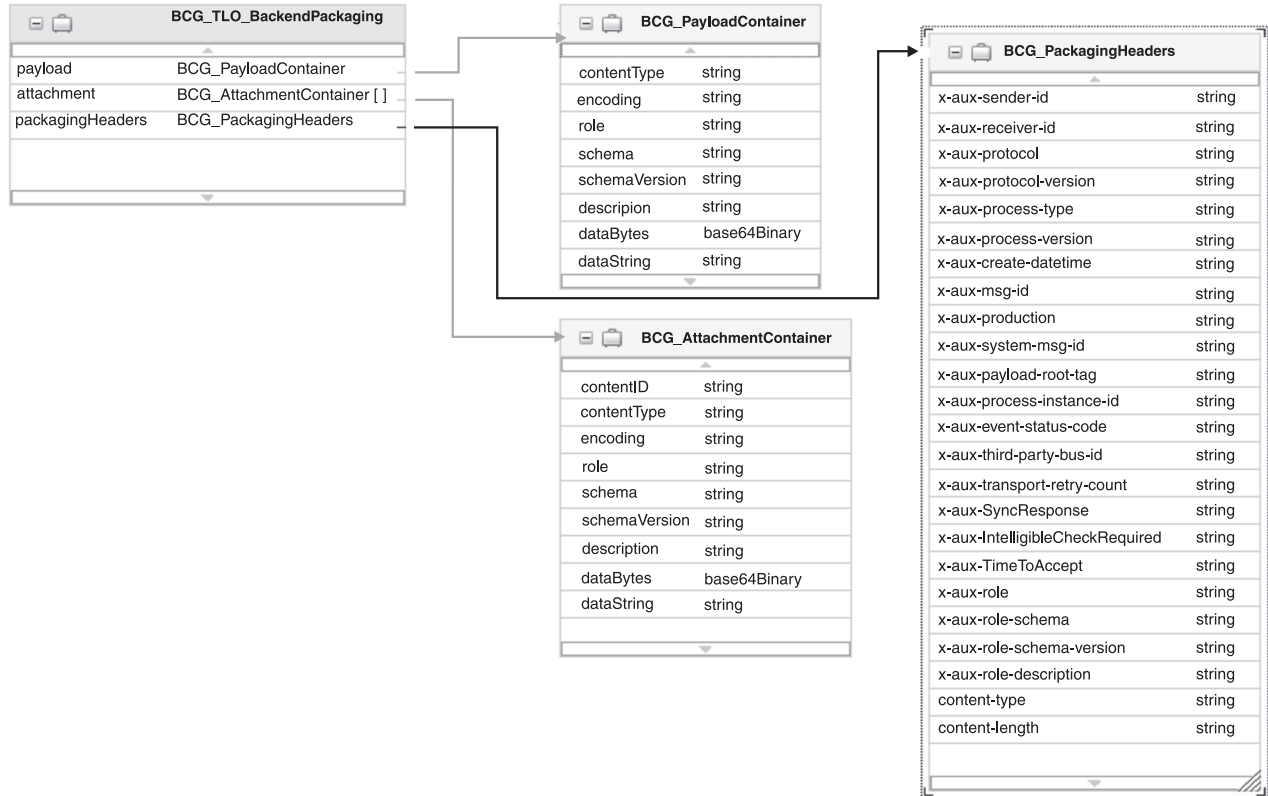 BCG_TLO_BackendPackaging
payload BCG_PayloadContainer
attachment BCG_AttachmentContainer [ ]
packagingHeaders BCG_PackagingHeaders
BCG_PayloadContainer
contentType string
encoding string
role string
schema string
schemaVersion string
descripion string
dataBytes base64Binary
dataString string
BCG_AttachmentContainer
contentID string
contentType string
encoding string
role string
schema string
schemaVersion string
description string
dataBytes base64Binary
dataString string
BCG_PackagingHeaders
x-aux-sender-id string
x-aux-receiver-id string
x-aux-protocol string
x-aux-protocol-version string
x-aux-process-type string
x-aux-process-version string
x-aux-create-datetime string
x-aux-msg-id string
x-aux-production string
x-aux-system-msg-id string
x-aux-payload-root-tag string
x-aux-process-instance-id string
x-aux-event-status-code string
x-aux-third-party-bus-id string
x-aux-transport-retry-count string
x-aux-SyncResponse string
x-aux-IntelligibleCheckRequired string
x-aux-TimeToAccept string
x-aux-role string
x-aux-role-schema string
x-aux-role-schema-version string
x-aux-role-description string
content-type string
content-length string